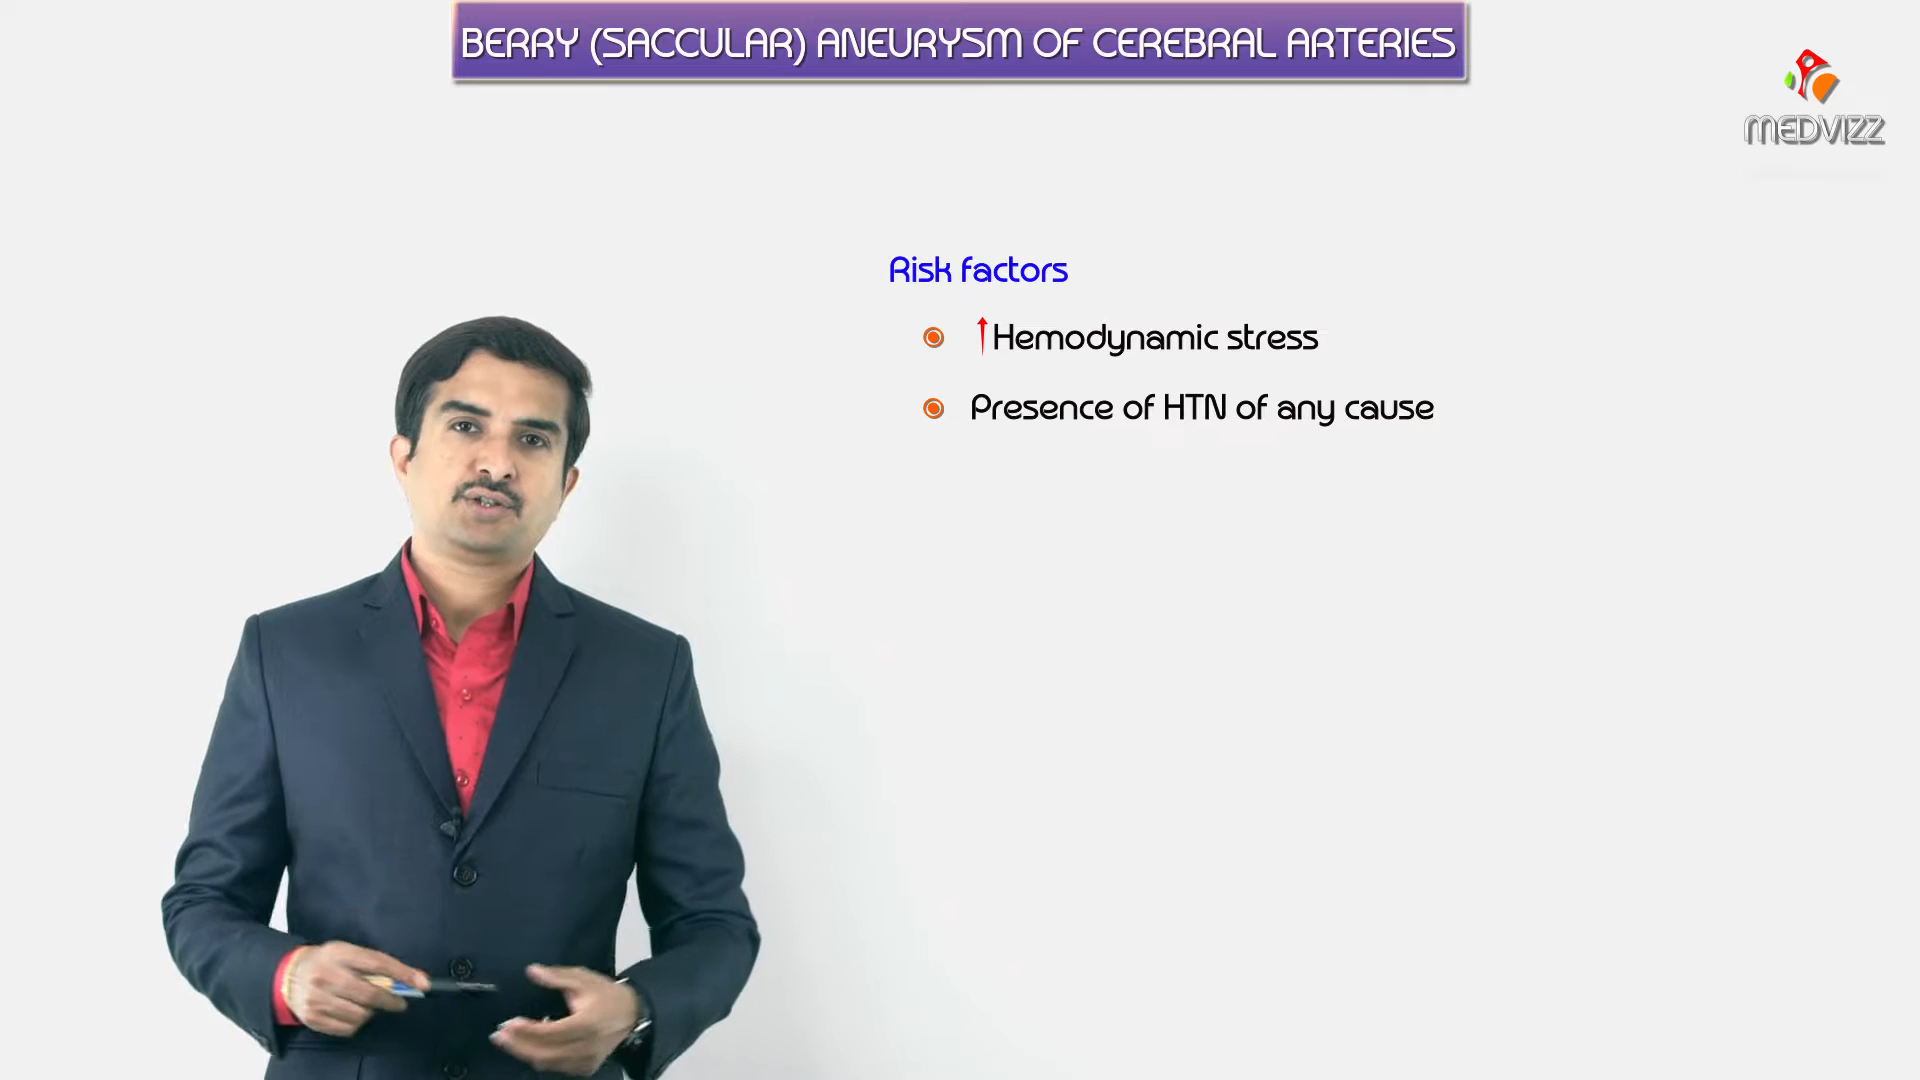 BERRY (SACCULAR) ANEURYSM OF CEREBRAL ARTERIES
MEDVIZZ
Risk factors
↑Hemodynamic stress
Presence of HTN of any cause